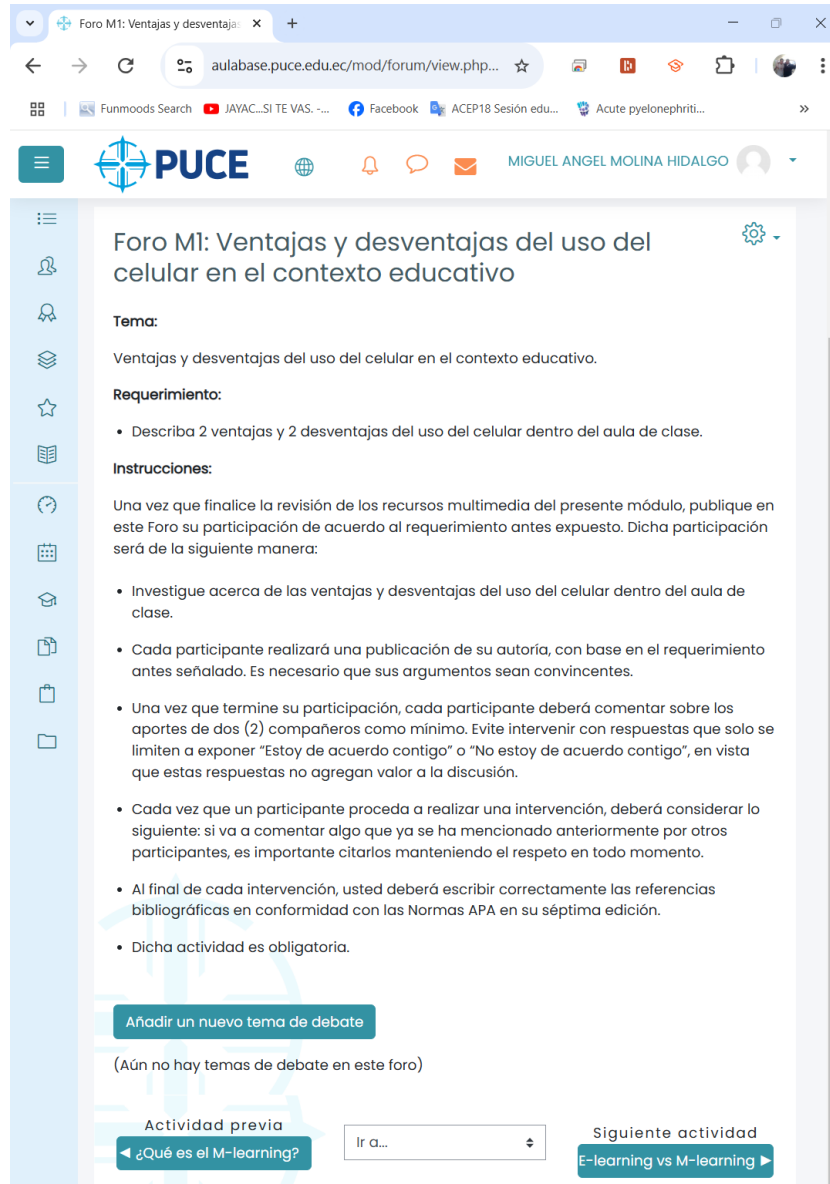 Foro M1: Ventajas y desventajas
aulabase.puce.edu.ec/mod/forum/view.php...
Funmoods Search
JAYAC...SI TE VAS. -...
Facebook
ACEP18 Sesión edu...
Acute pyelonephriti...
»
PUCE
MIGUEL ANGEL MOLINA HIDALGO
Foro M1: Ventajas y desventajas del uso del
celular en el contexto educativo
Tema:
Ventajas y desventajas del uso del celular en el contexto educativo.
Requerimiento:
• Describa 2 ventajas y 2 desventajas del uso del celular dentro del aula de clase.
Instrucciones:
Una vez que finalice la revisión de los recursos multimedia del presente módulo, publique en
este Foro su participación de acuerdo al requerimiento antes expuesto. Dicha participación
será de la siguiente manera:
• Investigue acerca de las ventajas y desventajas del uso del celular dentro del aula de
clase.
• Cada participante realizará una publicación de su autoría, con base en el requerimiento
antes señalado. Es necesario que sus argumentos sean convincentes.
• Una vez que termine su participación, cada participante deberá comentar sobre los
aportes de dos (2) compañeros como mínimo. Evite intervenir con respuestas que solo se
limiten a exponer “Estoy de acuerdo contigo” o “No estoy de acuerdo contigo”, en vista
que estas respuestas no agregan valor a la discusión.
• Cada vez que un participante proceda a realizar una intervención, deberá considerar lo
siguiente: si va a comentar algo que ya se ha mencionado anteriormente por otros
participantes, es importante citarlos manteniendo el respeto en todo momento.
• Al final de cada intervención, usted deberá escribir correctamente las referencias
bibliográficas en conformidad con las Normas APA en su séptima edición.
• Dicha actividad es obligatoria.
Añadir un nuevo tema de debate
(Aún no hay temas de debate en este foro)
Actividad previa
◀ ¿Qué es el M-learning?
Ir a...
Siguiente actividad
E-learning vs M-learning ▶